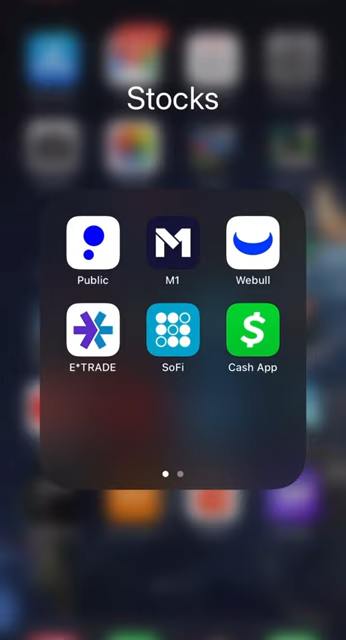 Stocks
Public
M1
Webull
E*TRADE
SoFi
Cash App